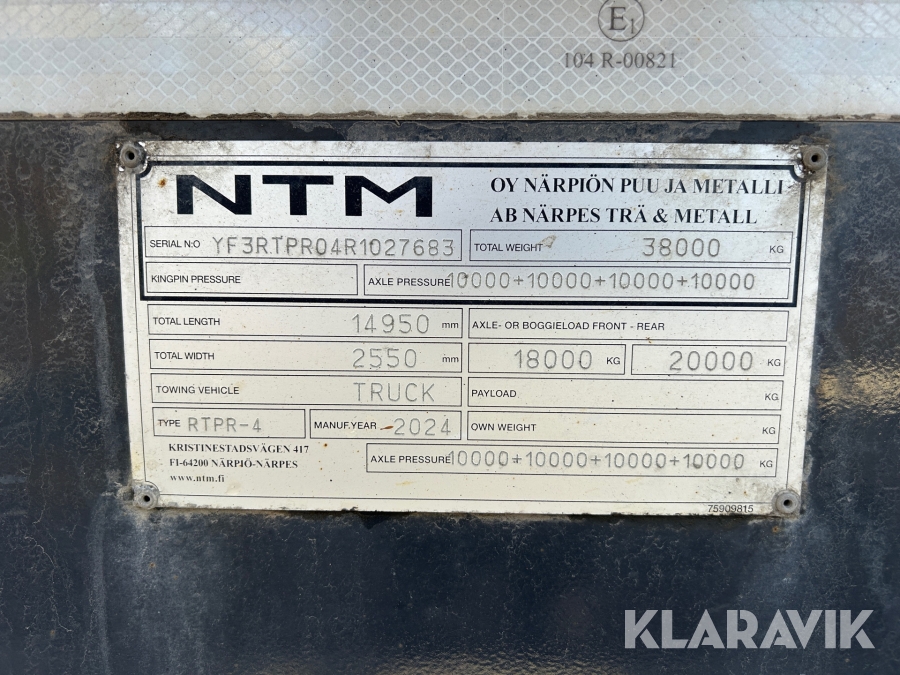 E1
104 R-00821
NTM
OY NÄRPIÖN PUU JA METALLI
AB NÄRPES TRÄ & METALL
SERIAL N:O YF3RTPR04R1027683 TOTAL WEIGHT 38000 KG
KINGPIN PRESSURE AXLE PRESSURE 10000+10000+10000+10000
TOTAL LENGTH 14950 mm AXLE- OR BOGGIELOAD FRONT - REAR
TOTAL WIDTH 2550 mm 18000 KG 20000 KG
TOWING VEHICLE TRUCK PAYLOAD KG
TYPE RTPR-4 MANUF.YEAR 2024 OWN WEIGHT KG
KRISTINESTADSVÄGEN 417
FI-64200 NÄRPIÖ-NÄRPES
www.ntm.fi
AXLE PRESSURE 10000+10000+10000+10000 KG
75909815
KLARAVIK